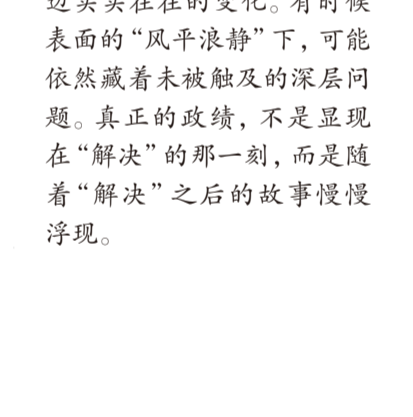 边实实在在的变化。有时候
表面的“风平浪静”下，可能
依然藏着未被触及的深层问
题。真正的政绩，不是显现
在“解决”的那一刻，而是随
着“解决”之后的故事慢慢
浮现。